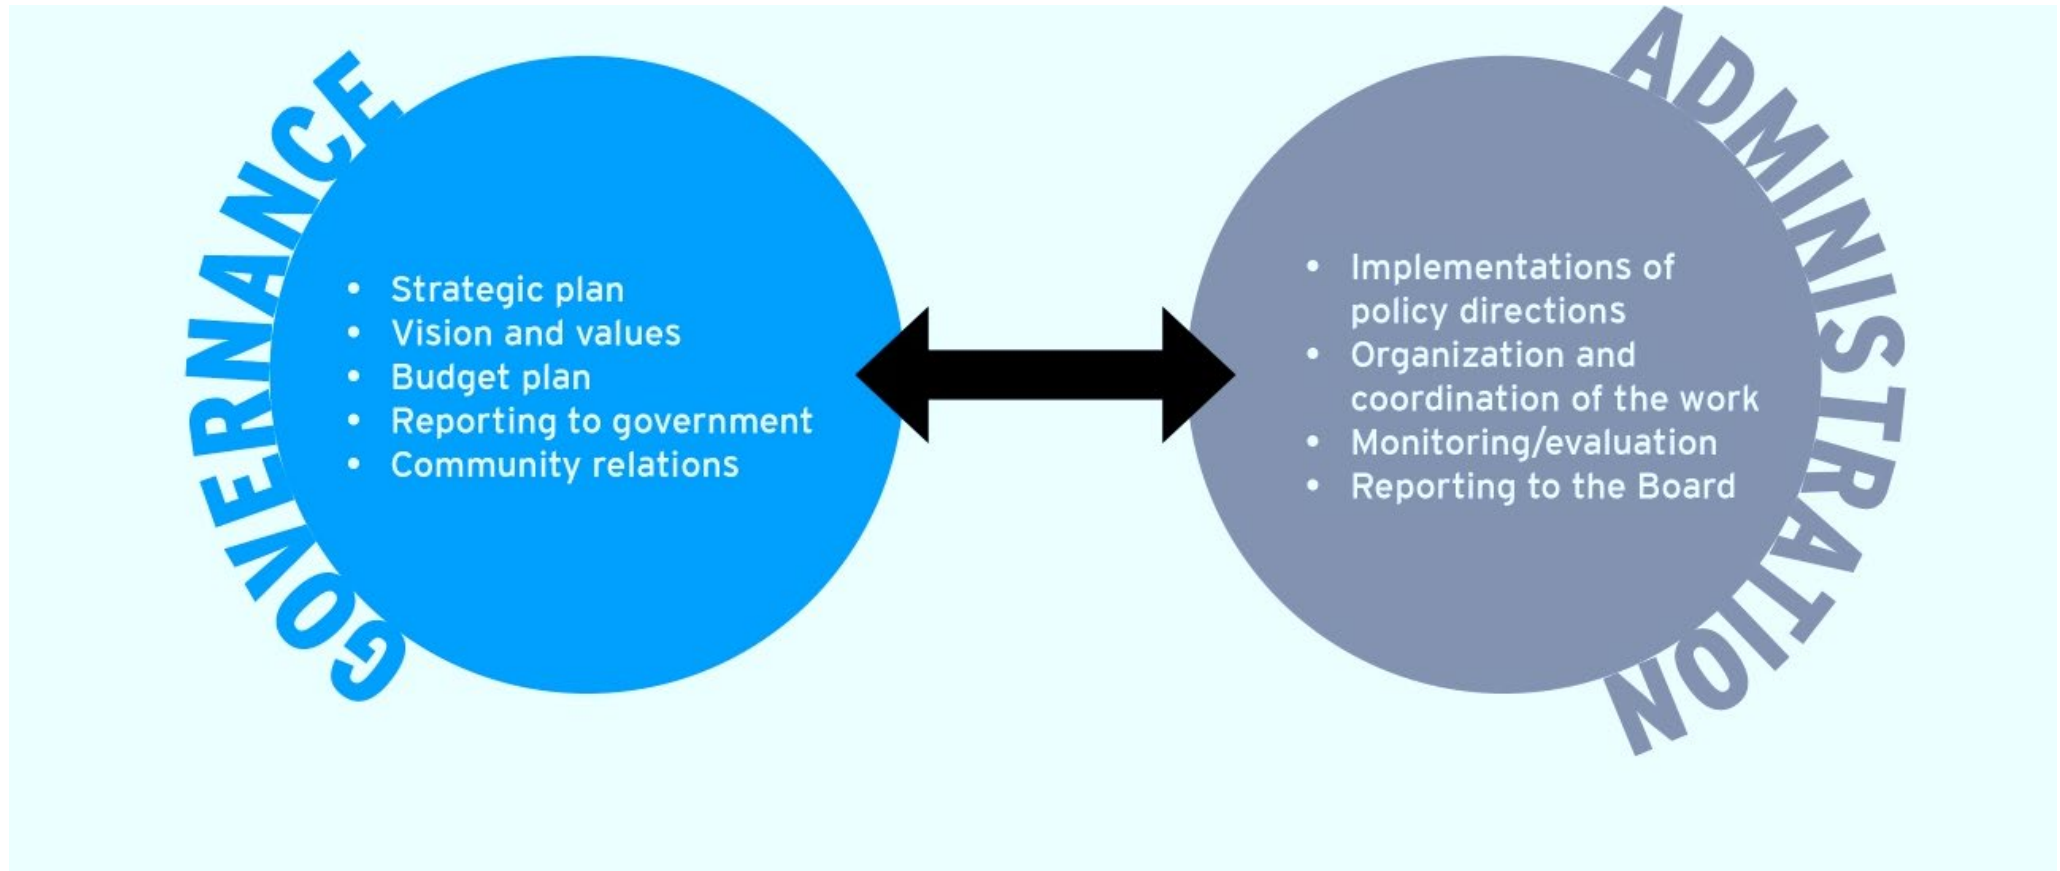 GOVERNANCE
• Strategic plan
• Vision and values
• Budget plan
• Reporting to government
• Community relations
ADMINISTRATION
• Implementations of
policy directions
• Organization and
coordination of the work
• Monitoring/evaluation
• Reporting to the Board